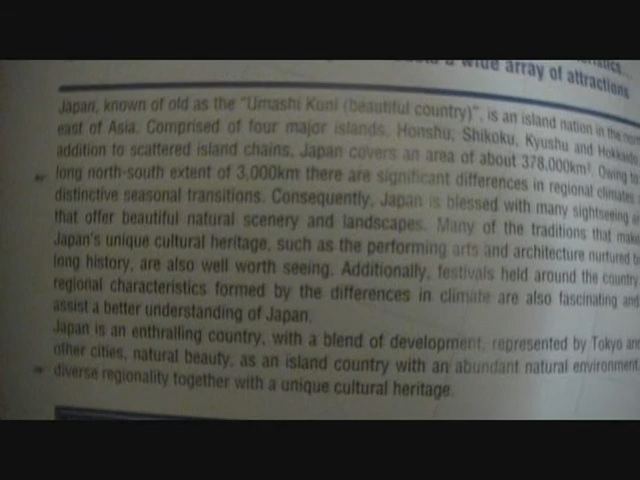 a wide array of attractions
Japan, known of old as the "Umashi Kuni (beautiful country)", is an island nation in the
east of Asia. Comprised of four major islands, Honshu, Shikoku, Kyushu and Hokkaido
addition to scattered island chains, Japan covers an area of about 378,000km². Owing to
long north-south extent of 3,000km there are significant differences in regional climates
distinctive seasonal transitions. Consequently, Japan is blessed with many sightseeing
that offer beautiful natural scenery and landscapes. Many of the traditions that make
Japan's unique cultural heritage, such as the performing arts and architecture nurtured
long history, are also well worth seeing. Additionally, festivals held around the country,
regional characteristics formed by the differences in climate are also fascinating and
assist a better understanding of Japan.
Japan is an enthralling country, with a blend of development, represented by Tokyo and
other cities, natural beauty, as an island country with an abundant natural environment,
diverse regionality together with a unique cultural heritage.